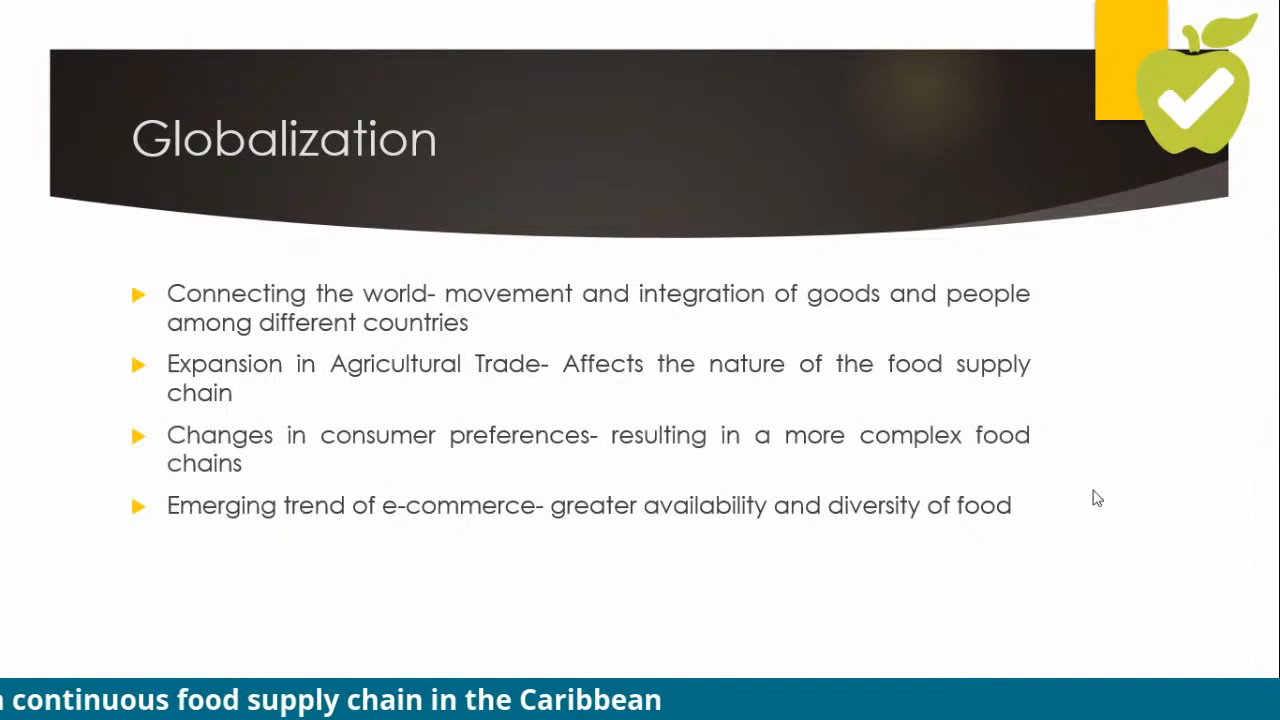 Globalization
Connecting the world- movement and integration of goods and people
among different countries
Expansion in Agricultural Trade- Affects the nature of the food supply
chain
Changes in consumer preferences- resulting in a more complex food
chains
Emerging trend of e-commerce- greater availability and diversity of food
continuous food supply chain in the Caribbean